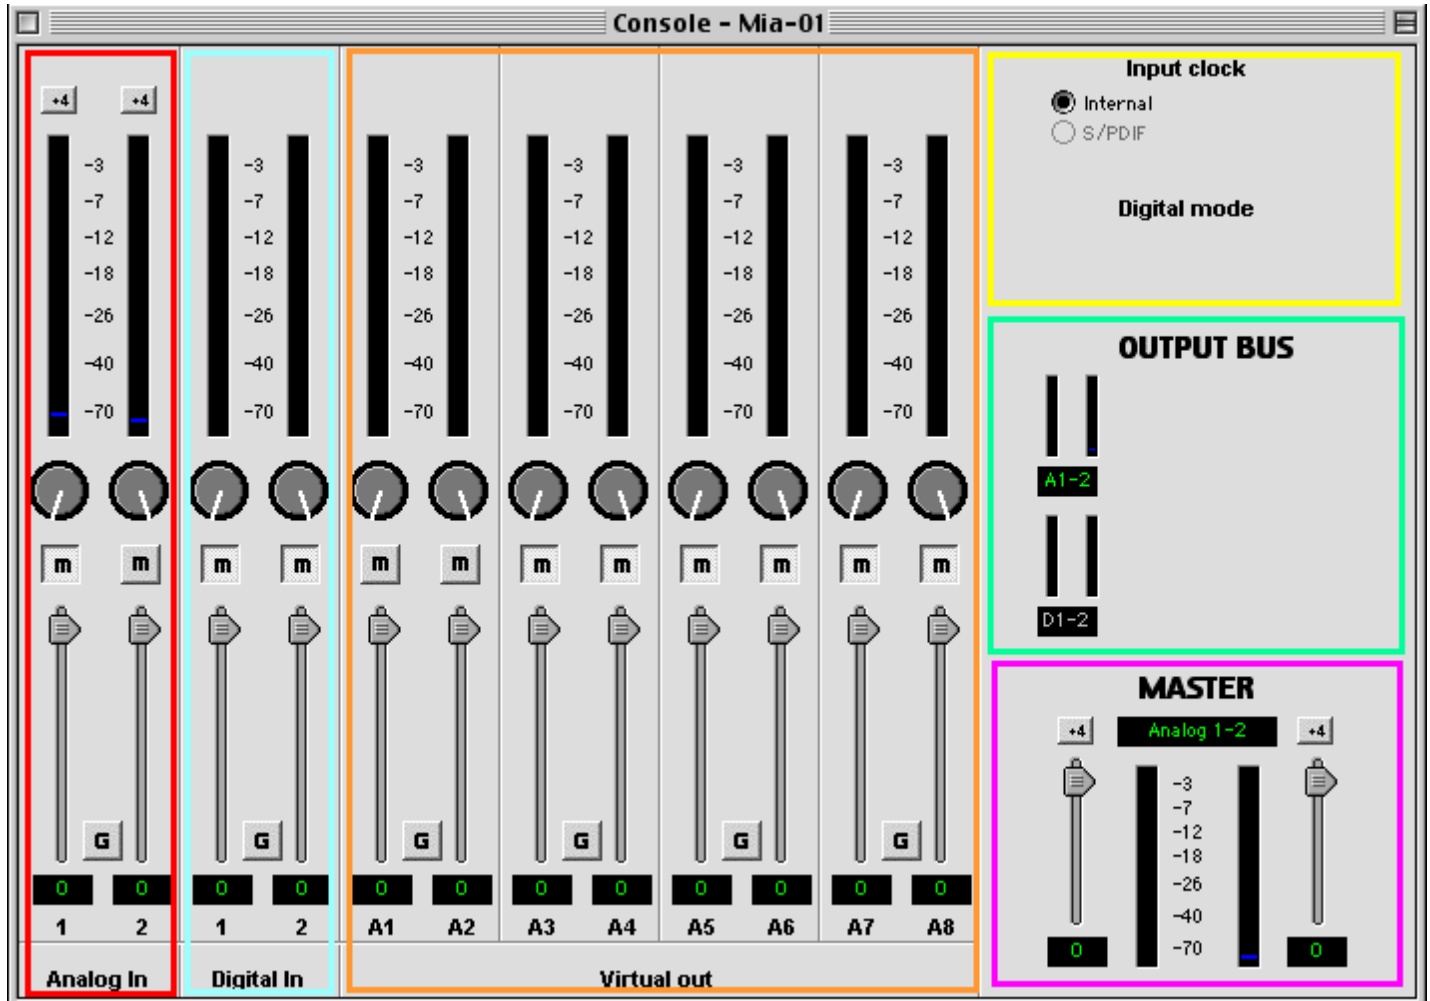 Console - Mia-01
+4 +4
Input clock
Internal
S/PDIF
Digital mode
-3 -3 -3 -3 -3 -3
-7 -7 -7 -7 -7 -7
-12 -12 -12 -12 -12 -12
-18 -18 -18 -18 -18 -18
-26 -26 -26 -26 -26 -26
-40 -40 -40 -40 -40 -40
-70 -70 -70 -70 -70 -70
m m m m m m m m m m m m
G G G G G G
0 0 0 0 0 0 0 0 0 0 0 0
1 2 1 2 A1 A2 A3 A4 A5 A6 A7 A8
Analog In Digital In Virtual out
OUTPUT BUS
A1-2
D1-2
MASTER
+4 Analog 1-2 +4
-3
-7
-12
-18
-26
-40
-70
0 0